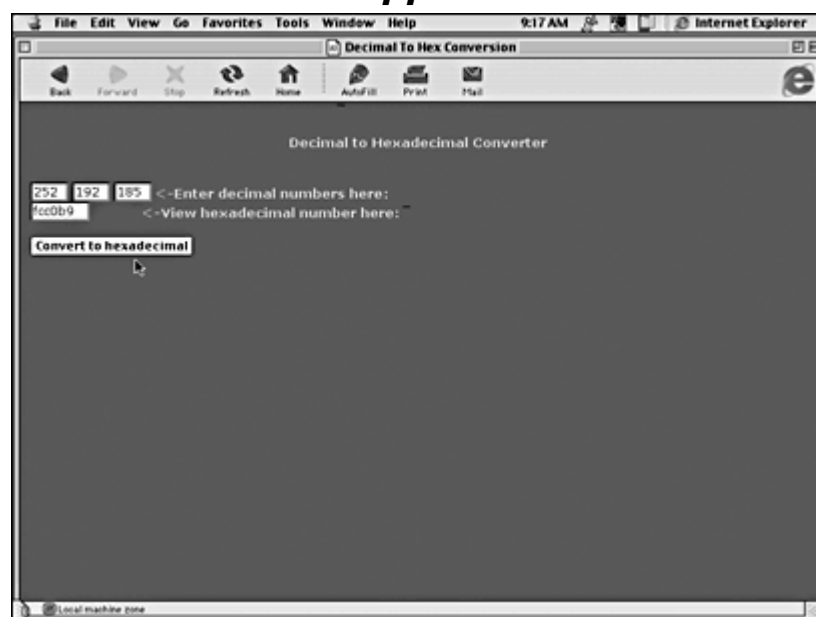 File Edit View Go Favorites Tools Window Help 9:17 AM Internet Explorer
Decimal To Hex Conversion
Back Forward Stop Refresh Home AutoFill Print Mail
Decimal to Hexadecimal Converter
252 192 185 <-Enter decimal numbers here:
fcc0b9 <-View hexadecimal number here:
Convert to hexadecimal
Local machine zone